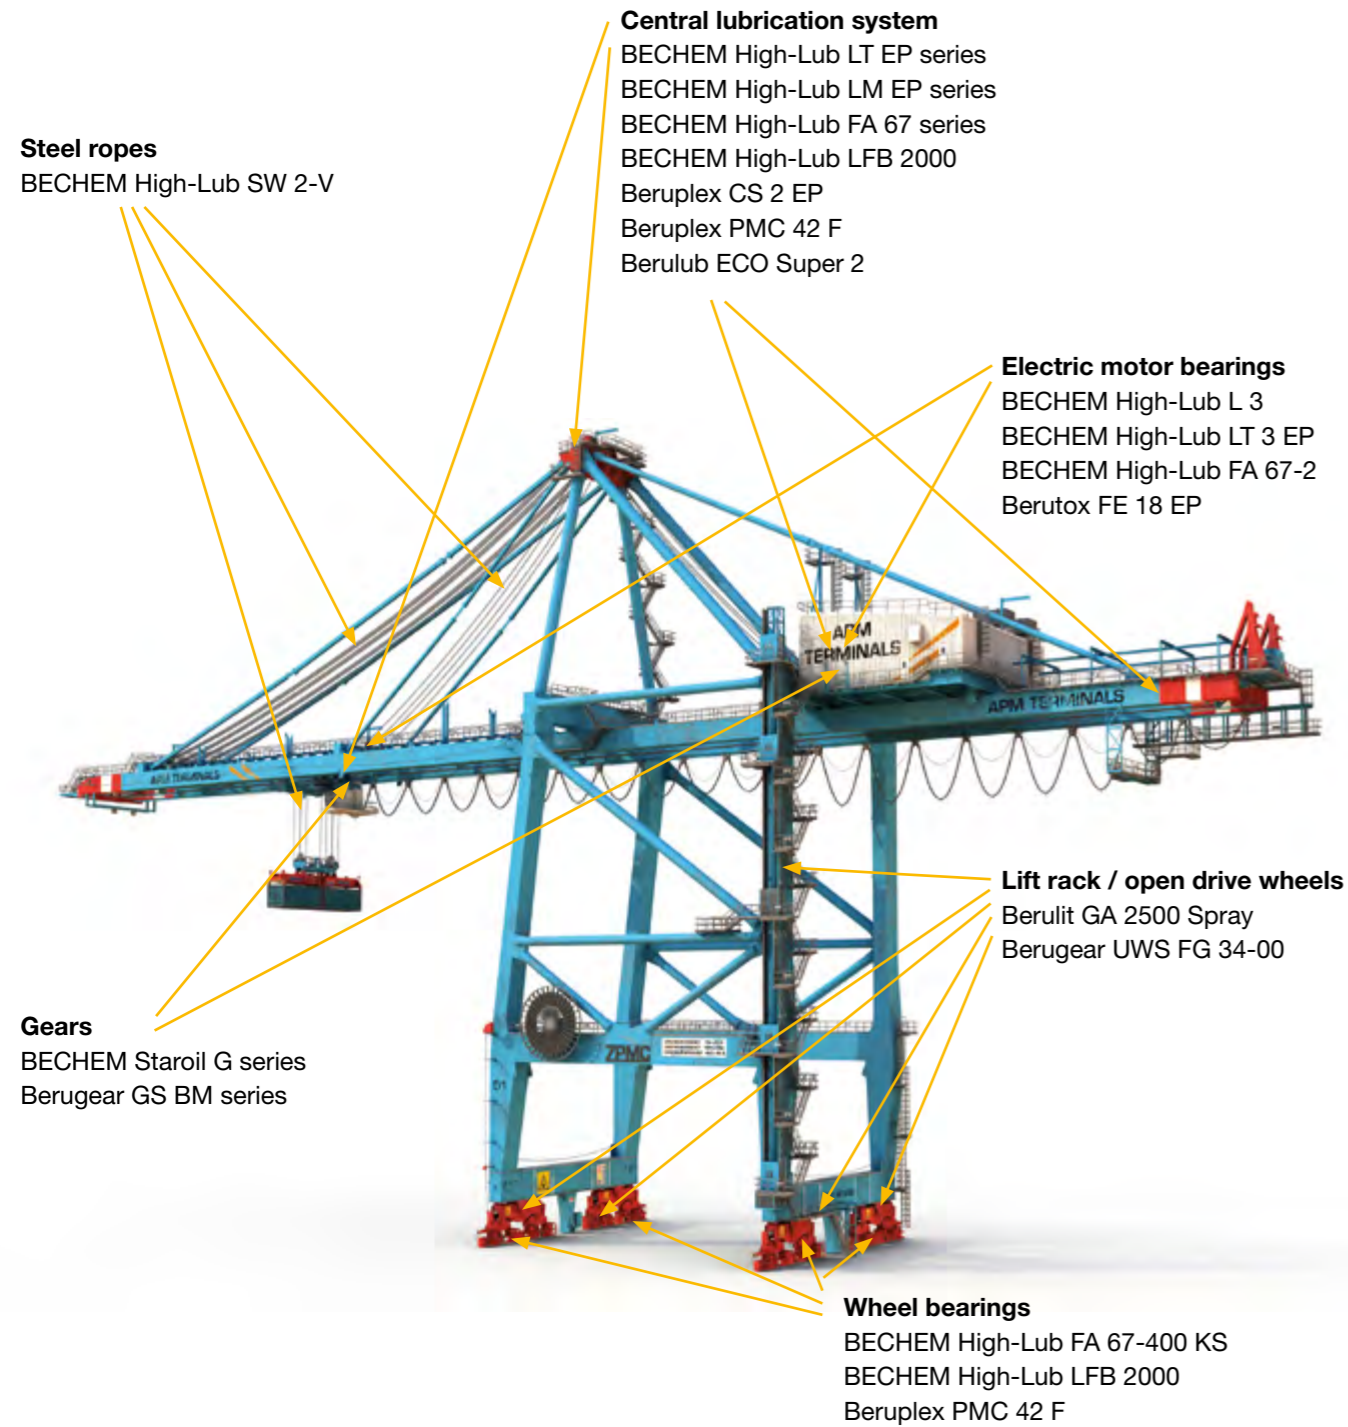 Central lubrication system
BECHEM High-Lub LT EP series
BECHEM High-Lub LM EP series
BECHEM High-Lub FA 67 series
BECHEM High-Lub LFB 2000
Beruplex CS 2 EP
Beruplex PMC 42 F
Berulub ECO Super 2
Steel ropes
BECHEM High-Lub SW 2-V
Electric motor bearings
BECHEM High-Lub L 3
BECHEM High-Lub LT 3 EP
BECHEM High-Lub FA 67-2
Berutox FE 18 EP
APM
TERMINALS
APM TERMINALS
APM TERMINALS
Lift rack / open drive wheels
Berulit GA 2500 Spray
Berugear UWS FG 34-00
Gears
BECHEM Staroil G series
Berugear GS BM series
ZPMC
Wheel bearings
BECHEM High-Lub FA 67-400 KS
BECHEM High-Lub LFB 2000
Beruplex PMC 42 F